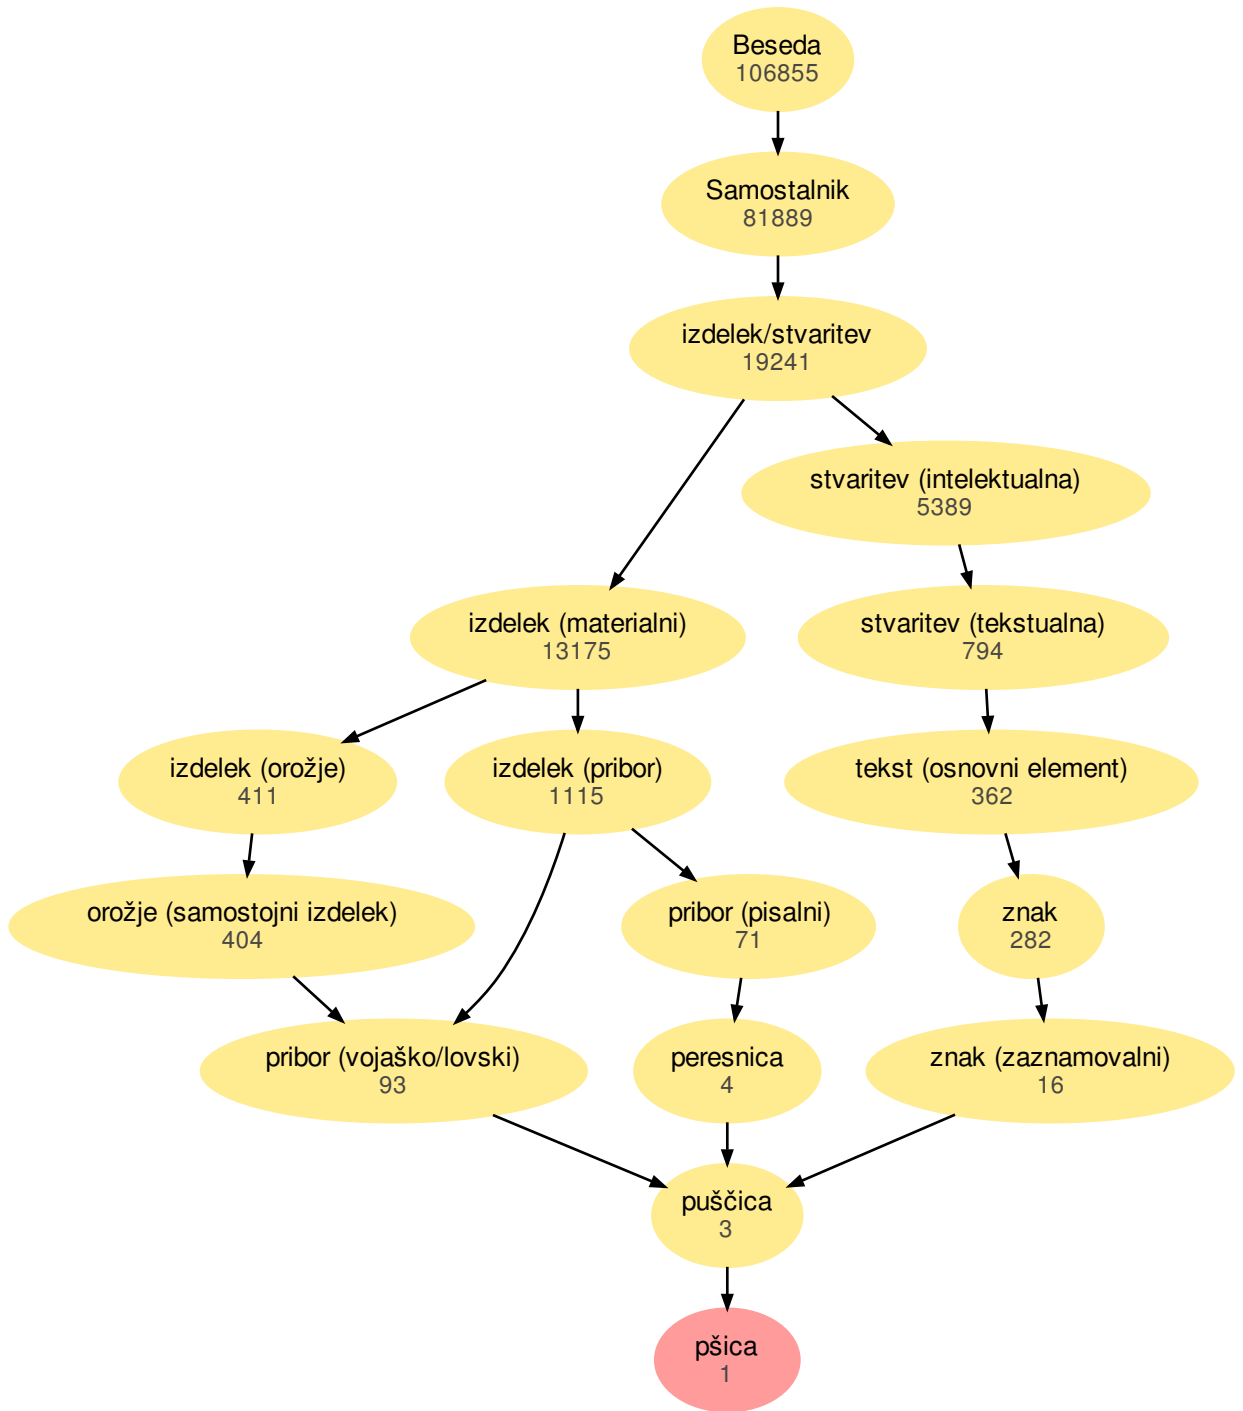 Beseda
106855
Samostalnik
81889
izdelek/stvaritev
19241
stvaritev (intelektualna)
5389
izdelek (materialni)
13175
stvaritev (tekstualna)
794
izdelek (orožje)
411
izdelek (pribor)
1115
tekst (osnovni element)
362
orožje (samostojni izdelek)
404
pribor (pisalni)
71
znak
282
pribor (vojaško/lovski)
93
peresnica
4
znak (zaznamovalni)
16
puščica
3
pšica
1